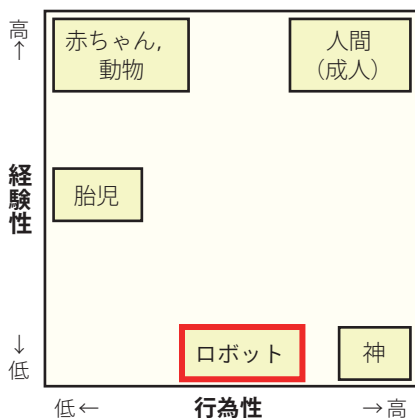 高
↑
赤ちゃん,
動物
人間
（成人）
経験性
胎児
↓
低
ロボット
神
低←
行為性
→高